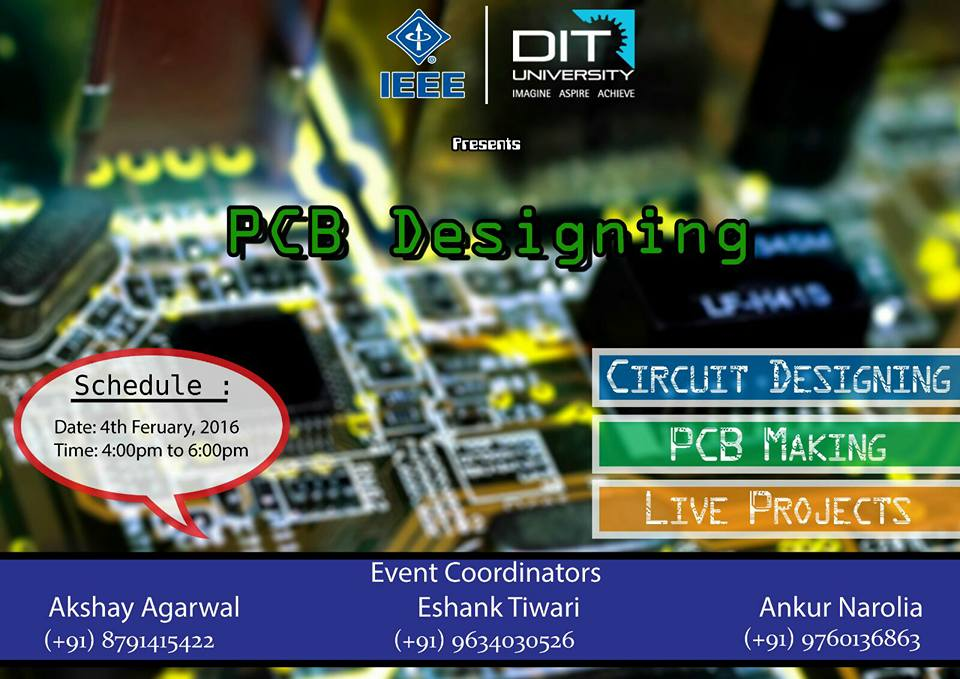 IEEE
DIT
UNIVERSITY
IMAGINE ASPIRE ACHIEVE
Presents
PCB Designing
LF-H41S
Schedule :
Date: 4th Feruary, 2016
Time: 4:00pm to 6:00pm
CIRCUIT DESIGNING
PCB MAKING
LIVE PROJECTS
Event Coordinators
Akshay Agarwal
Eshank Tiwari
Ankur Narolia
(+91) 8791415422
(+91) 9634030526
(+91) 9760136863